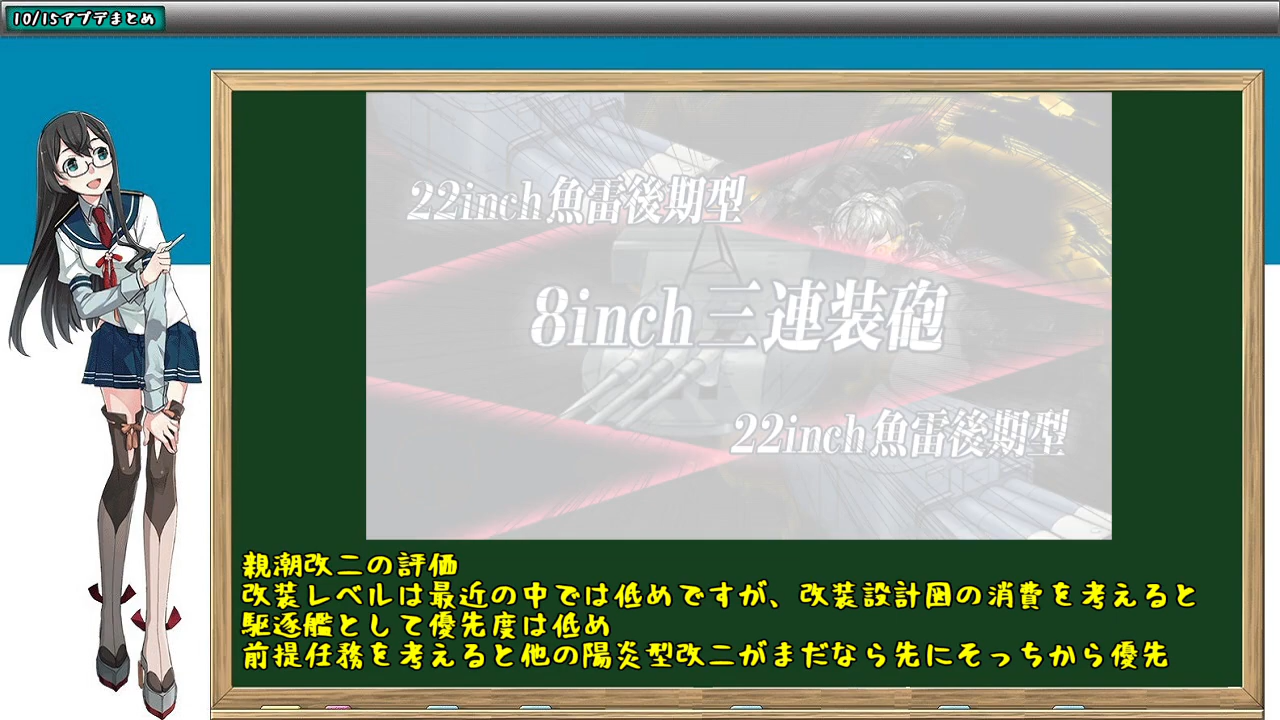 10/15アプデまとめ
22inch魚雷後期型
8inch三連装砲
22inch魚雷後期型
親潮改二の評価
改装レベルは最近の中では低めですが、改装設計図の消費を考えると
駆逐艦として優先度は低め
前提任務を考えると他の陽炎型改二がまだなら先にそっちから優先